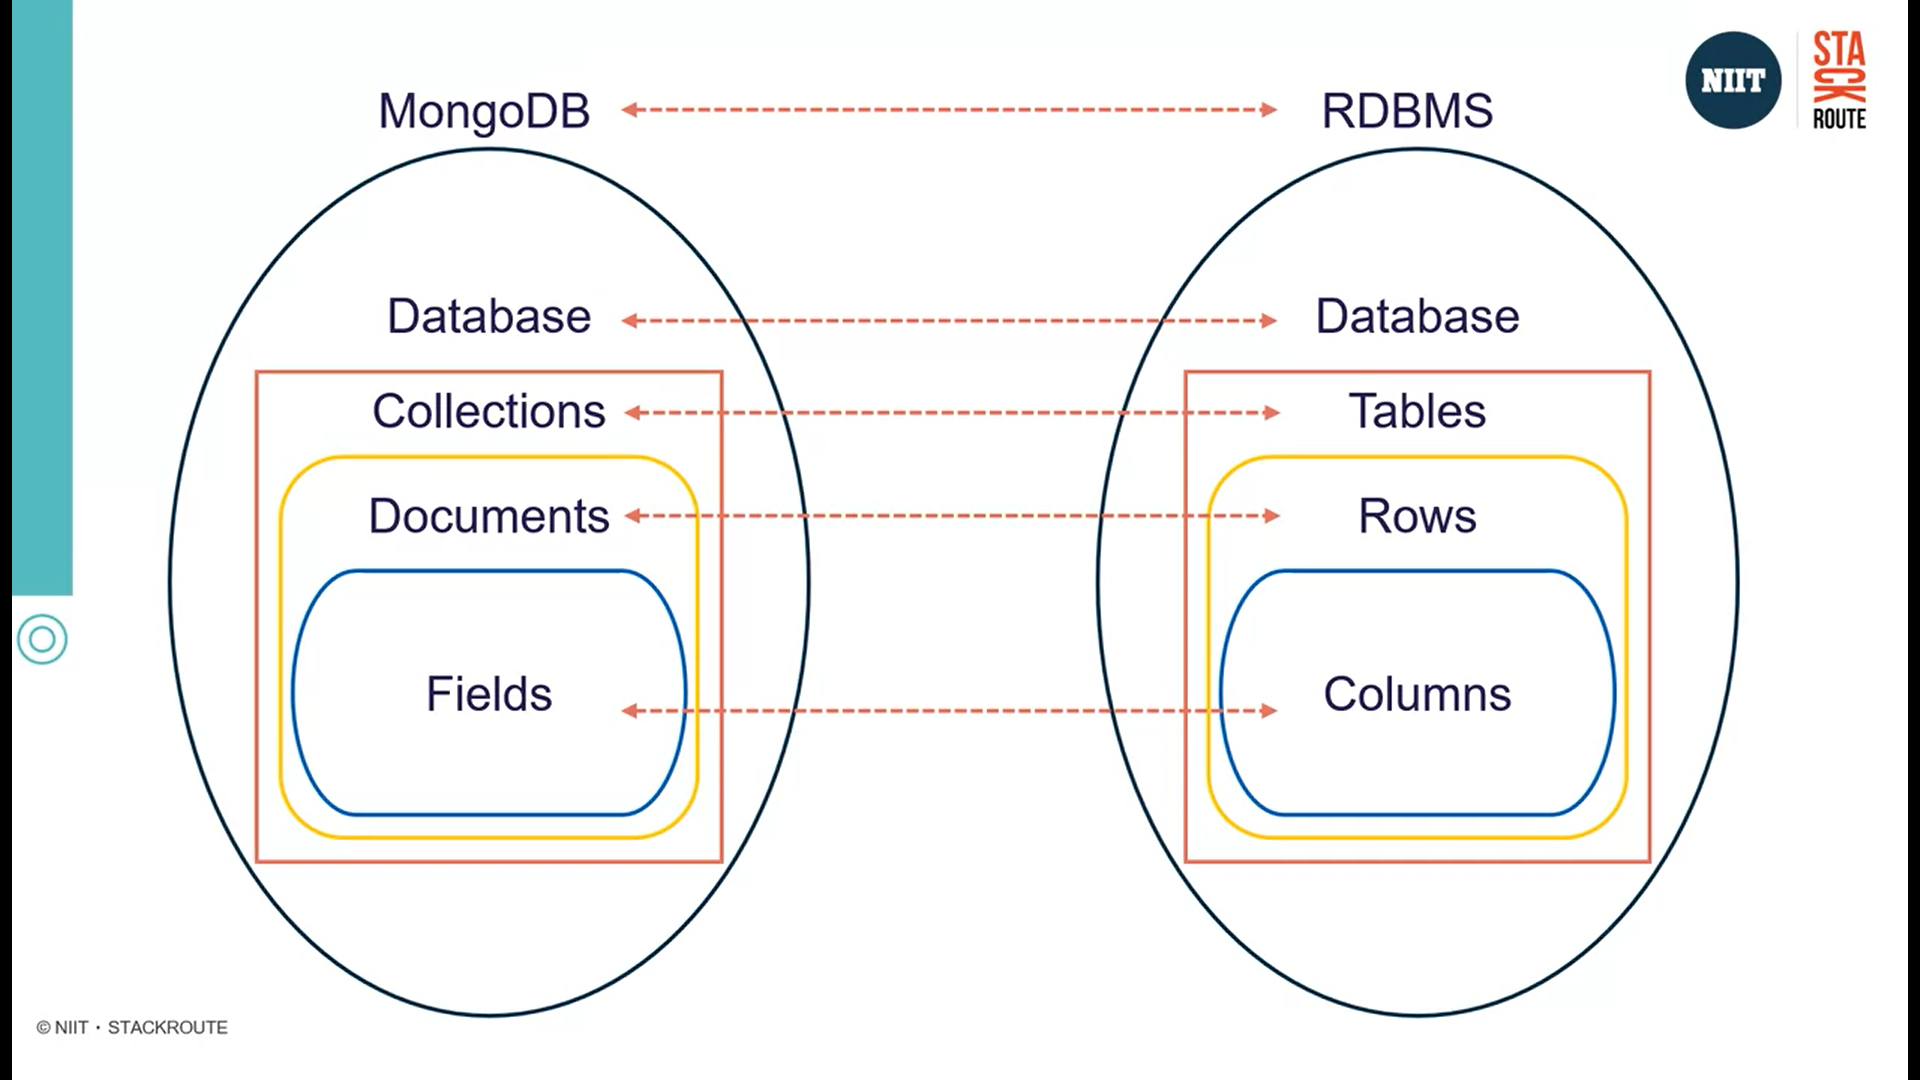 MongoDB RDBMS
Database Database
Collections Tables
Documents Rows
Fields Columns
NIIT
STA
CK
ROUTE
© NIIT · STACKROUTE